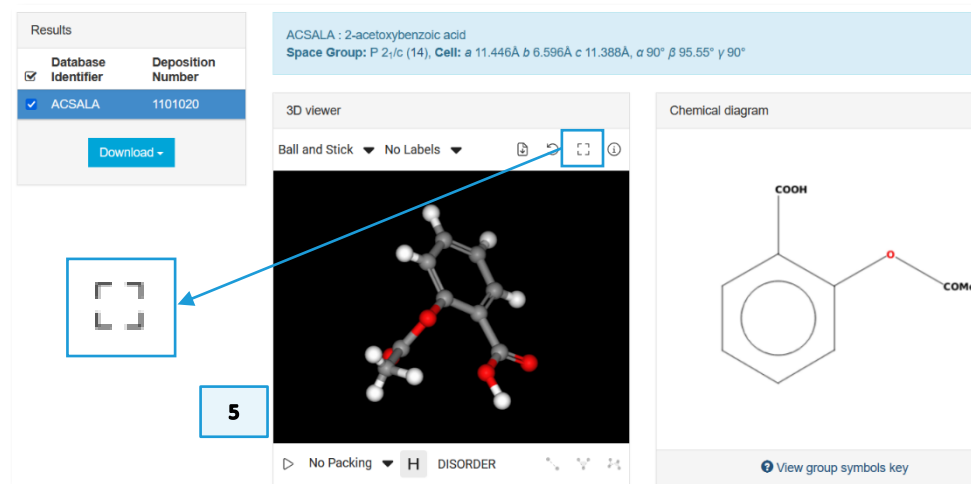 Results
Database Identifier
Deposition Number
ACSALA 1101020
Download
ACSALA : 2-acetoxybenzoic acid
Space Group: P 2₁/c (14), Cell: a 11.446Å b 6.596Å c 11.388Å, α 90° β 95.55° γ 90°
3D viewer
Ball and Stick No Labels
5
No Packing H DISORDER
Chemical diagram
COOH
O
COMe
View group symbols key